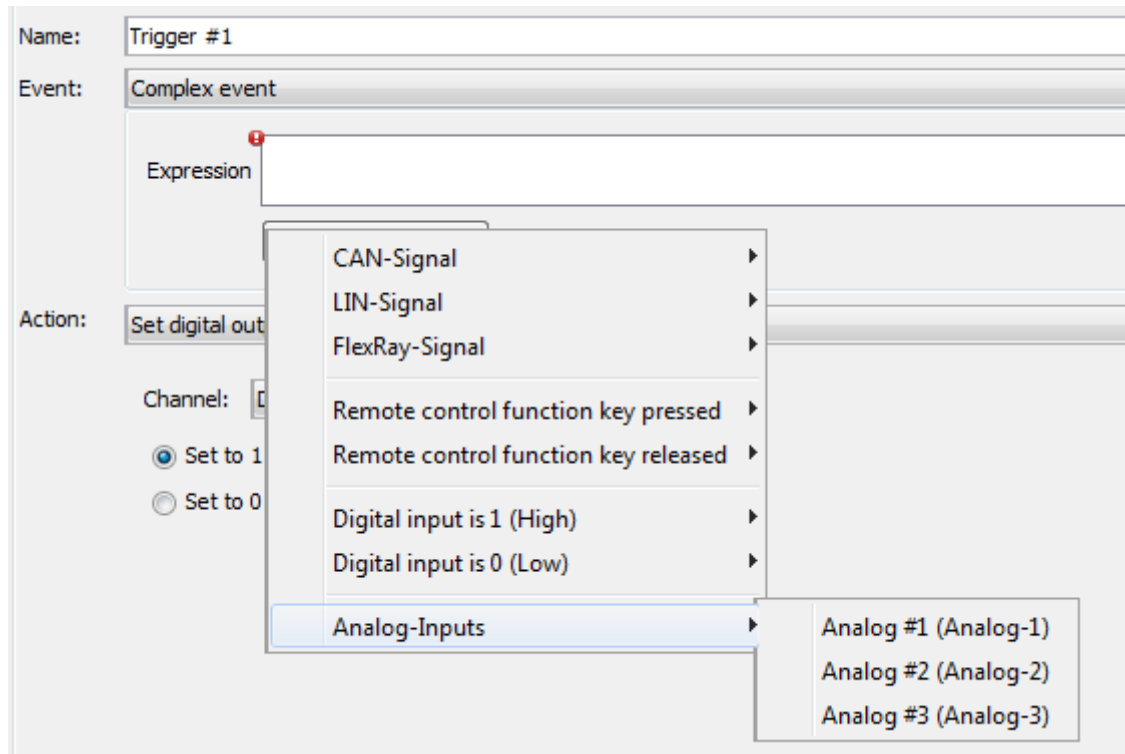 Name: Trigger #1
Event: Complex event
Expression
CAN-Signal
LIN-Signal
FlexRay-Signal
Action: Set digital out
Channel:
Remote control function key pressed
Set to 1
Remote control function key released
Set to 0
Digital input is 1 (High)
Digital input is 0 (Low)
Analog-Inputs
Analog #1 (Analog-1)
Analog #2 (Analog-2)
Analog #3 (Analog-3)